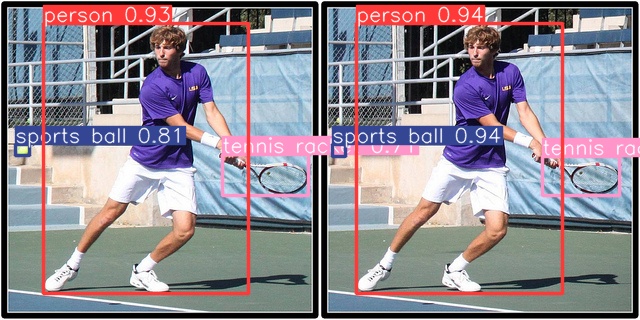 person 0.93
sports ball 0.81
tennis rac
person 0.94
sports ball 0.94
tennis rac